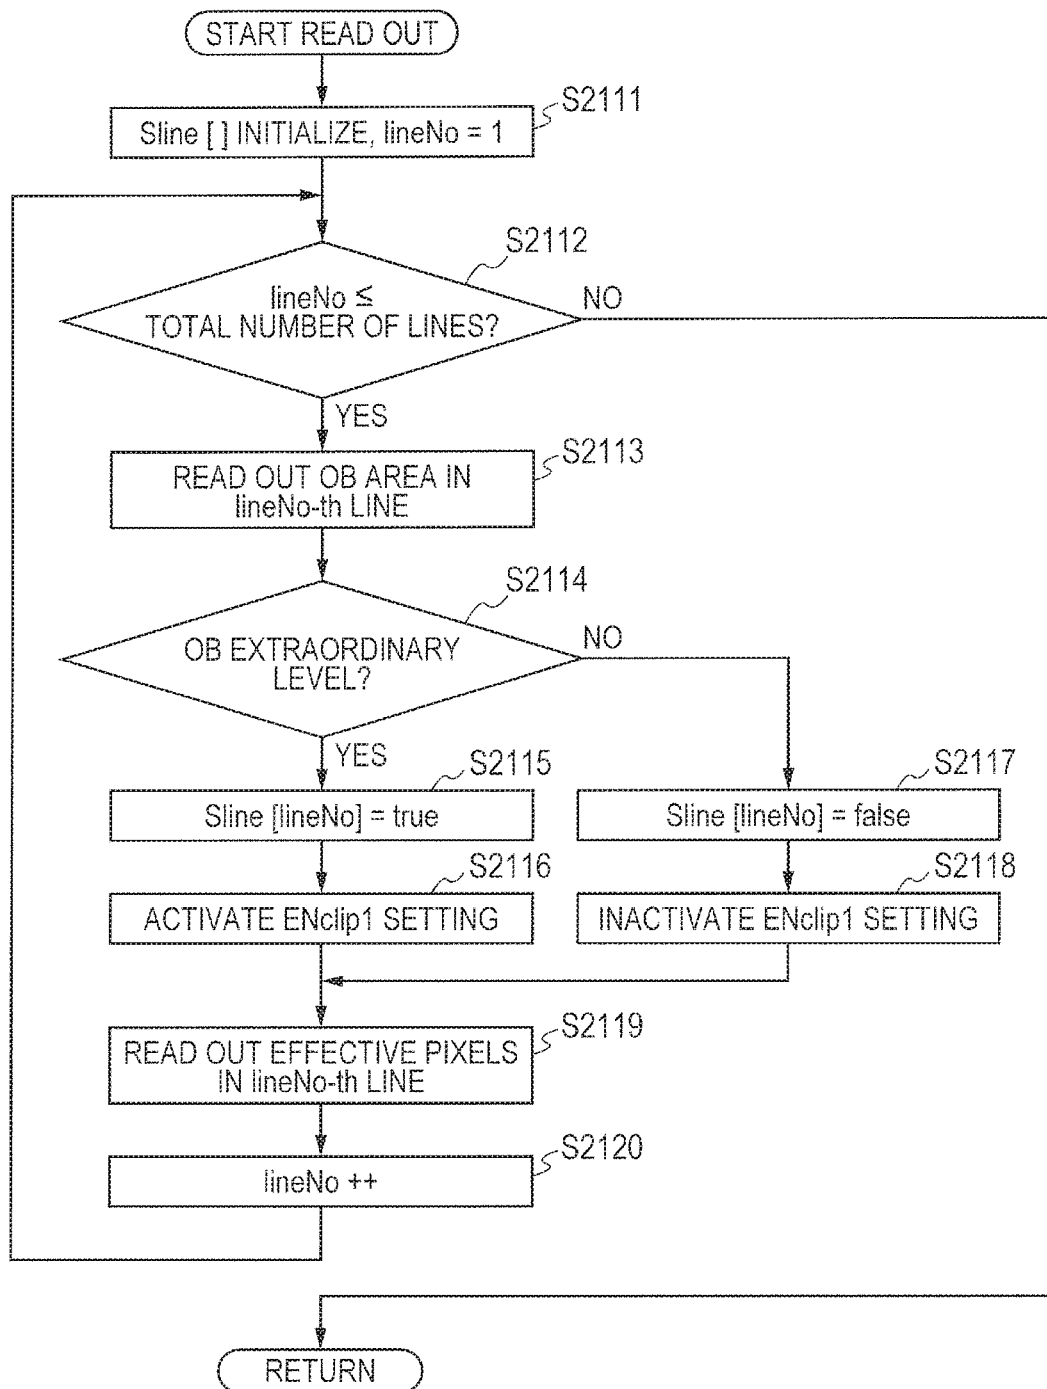 START READ OUT
S2111
Sline [ ] INITIALIZE, lineNo = 1
S2112
lineNo ≤
TOTAL NUMBER OF LINES?
NO
YES
S2113
READ OUT OB AREA IN
lineNo-th LINE
S2114
OB EXTRAORDINARY
LEVEL?
NO
YES
S2115
Sline [lineNo] = true
S2117
Sline [lineNo] = false
S2116
ACTIVATE ENclip1 SETTING
S2118
INACTIVATE ENclip1 SETTING
S2119
READ OUT EFFECTIVE PIXELS
IN lineNo-th LINE
S2120
lineNo ++
RETURN